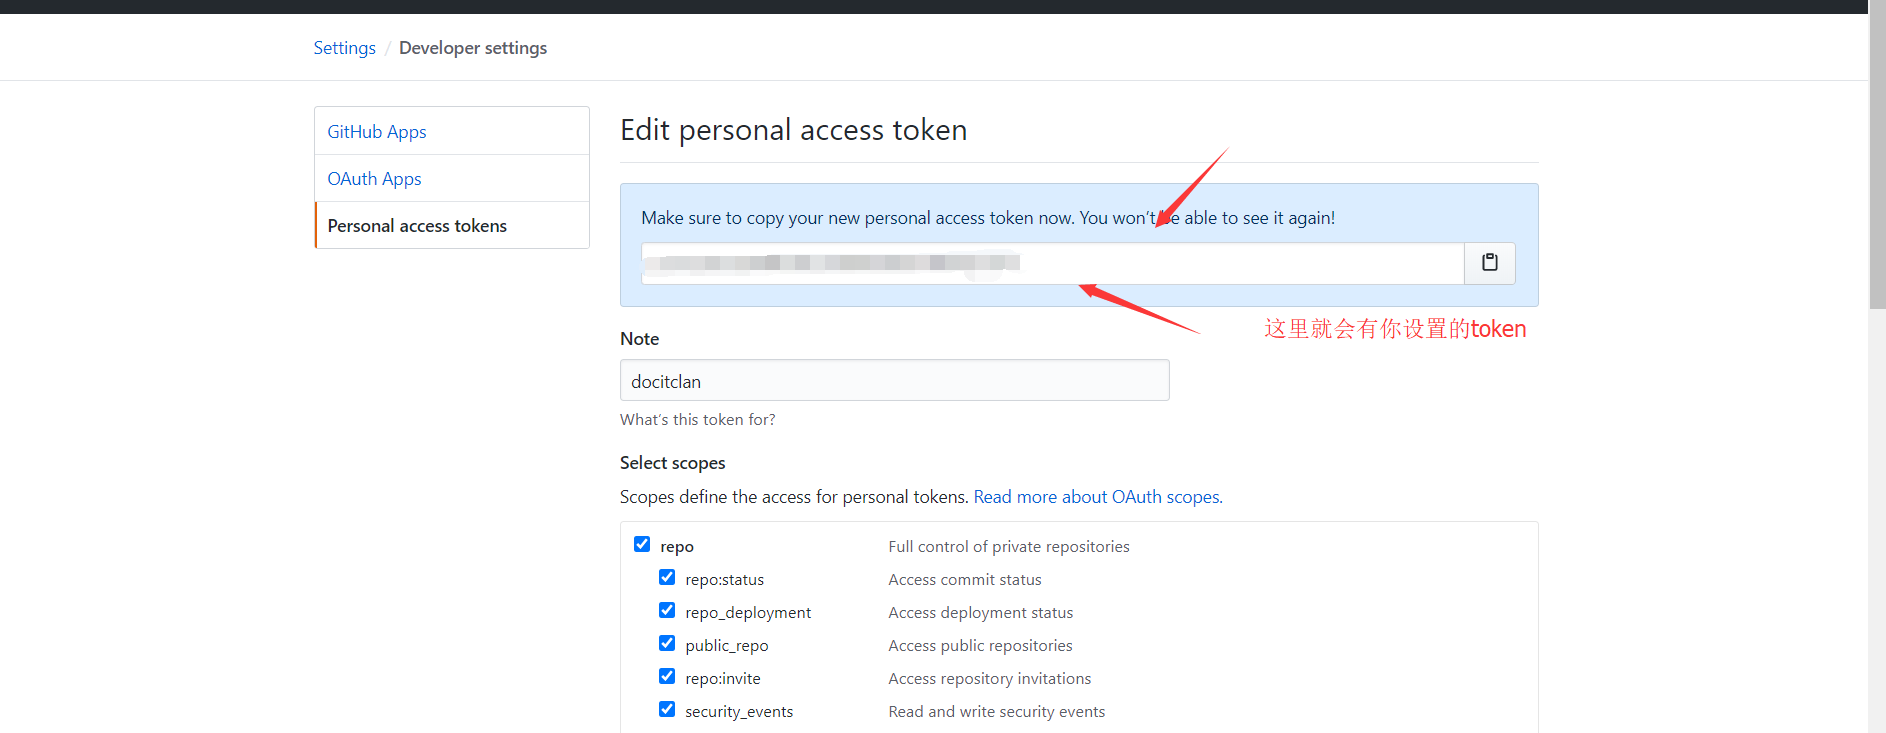 Settings / Developer settings
GitHub Apps
OAuth Apps
Personal access tokens
Edit personal access token
Make sure to copy your new personal access token now. You won't be able to see it again!
这里就会有你设置的token
Note
docitclan
What's this token for?
Select scopes
Scopes define the access for personal tokens. Read more about OAuth scopes.
repo Full control of private repositories
repo:status Access commit status
repo_deployment Access deployment status
public_repo Access public repositories
repo:invite Access repository invitations
security_events Read and write security events